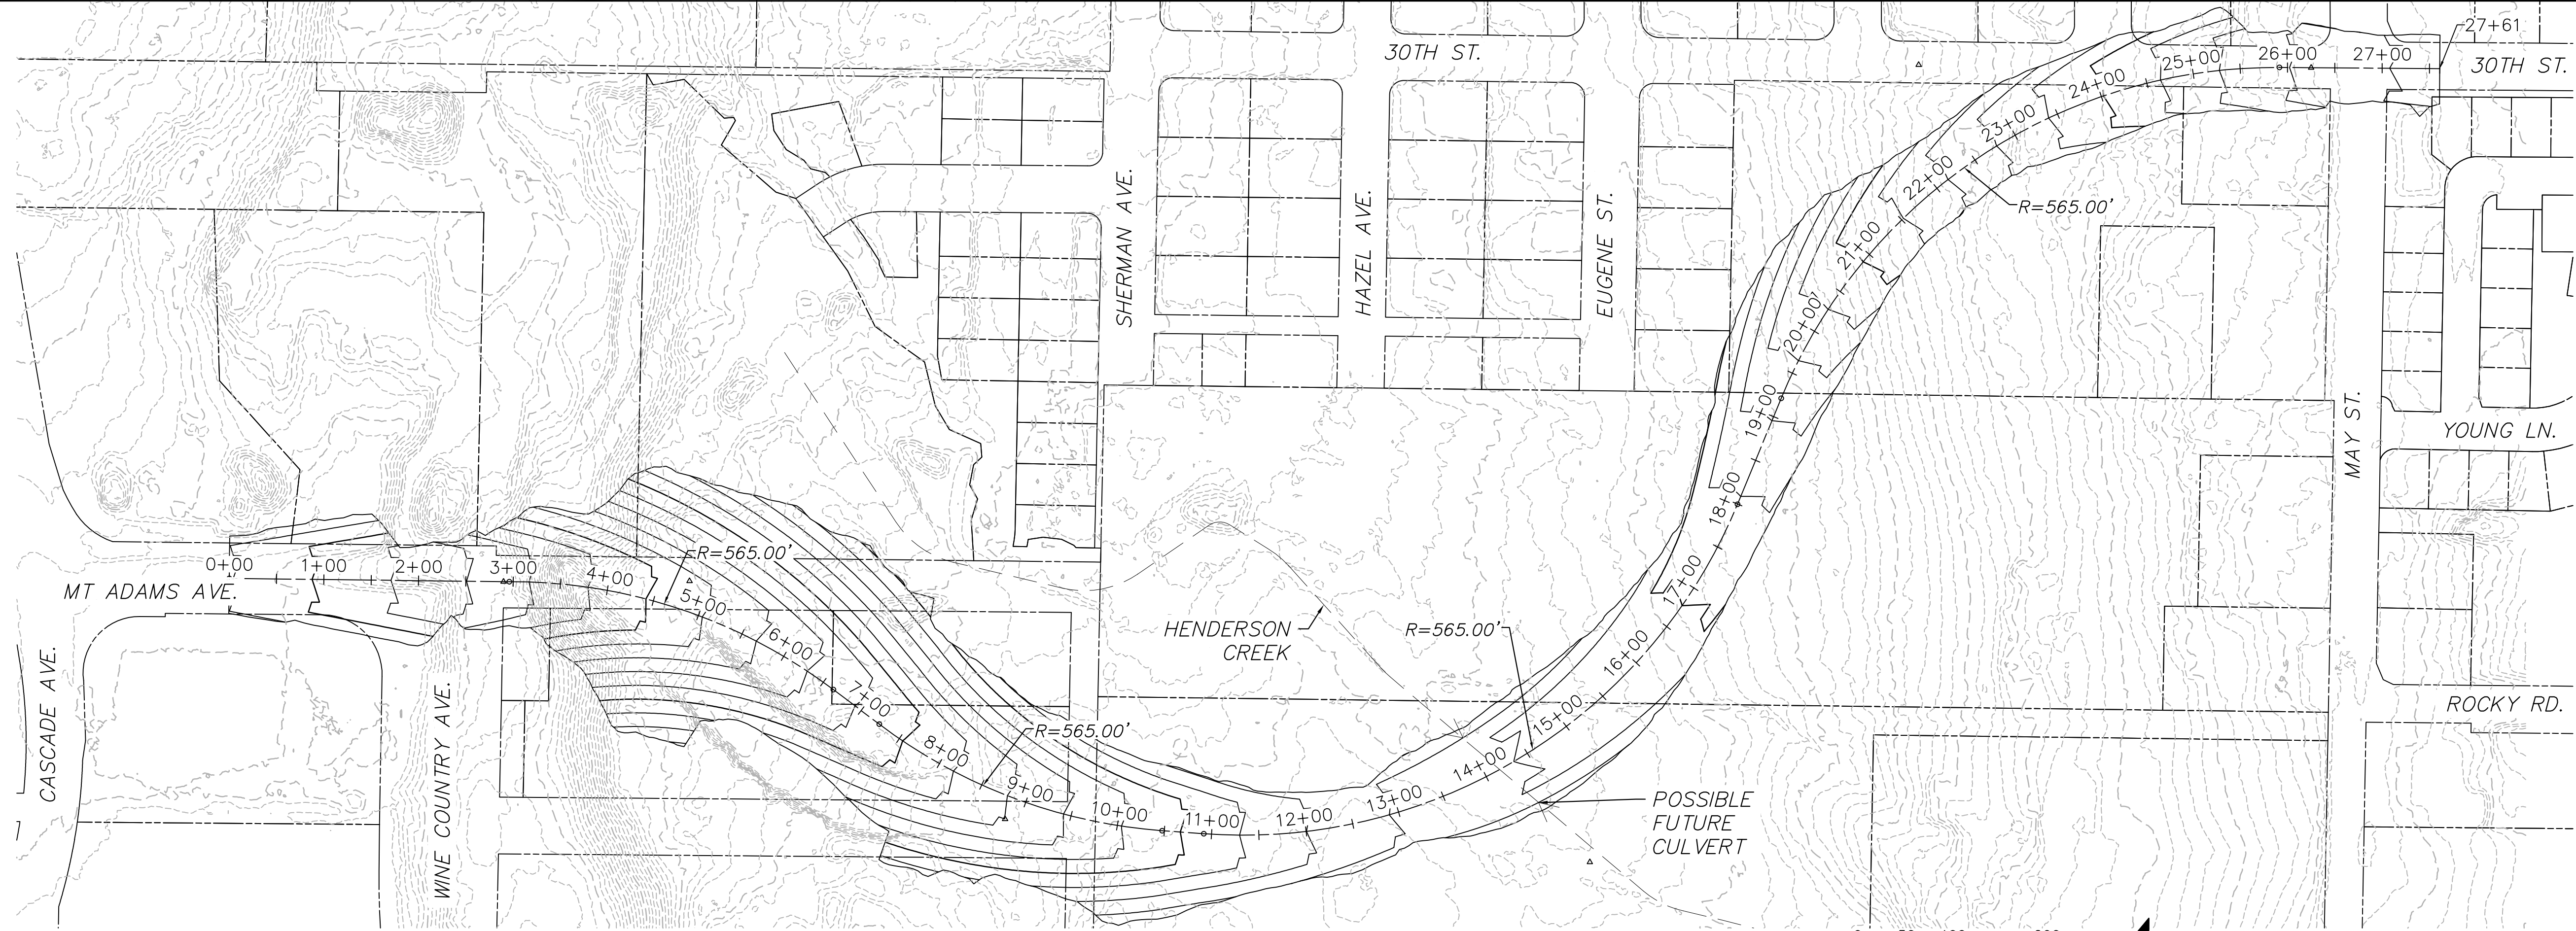 27+61
30TH ST.
30TH ST.
26+00
27+00
25+00
24+00
23+00
22+00
R=565.00'
21+00
20+00
19+00
18+00
17+00
16+00
15+00
14+00
13+00
12+00
11+00
10+00
9+00
8+00
7+00
6+00
5+00
4+00
3+00
2+00
1+00
0+00
SHERMAN AVE.
HAZEL AVE.
EUGENE ST.
MAY ST.
YOUNG LN.
ROCKY RD.
MT ADAMS AVE.
CASCADE AVE.
WINE COUNTRY AVE.
R=565.00'
R=565.00'
R=565.00'
HENDERSON
CREEK
POSSIBLE
FUTURE
CULVERT